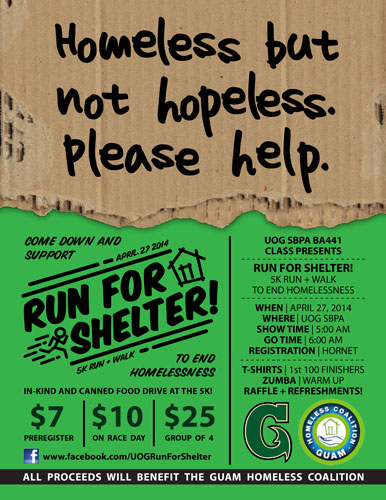 Homeless but
not hopeless.
Please help.
COME DOWN AND
SUPPORT
APRIL 27 2014
RUN FOR
SHELTER!
5K RUN + WALK
TO END
HOMELESSNESS
IN-KIND AND CANNED FOOD DRIVE AT THE 5K!
$7
PREREGISTER
$10
ON RACE DAY
$25
GROUP OF 4
f www.facebook.com/UOGRunForShelter
UOG SBPA BA441
CLASS PRESENTS
RUN FOR SHELTER!
5K RUN + WALK
TO END HOMELESSNESS
WHEN | APRIL 27, 2014
WHERE | UOG SBPA
SHOW TIME | 5:00 AM
GO TIME | 6:00 AM
REGISTRATION | HORNET
T-SHIRTS | 1st 100 FINISHERS
ZUMBA | WARM UP
RAFFLE + REFRESHMENTS!
G
HOMELESS COALITION
GUAM
ALL PROCEEDS WILL BENEFIT THE GUAM HOMELESS COALITION